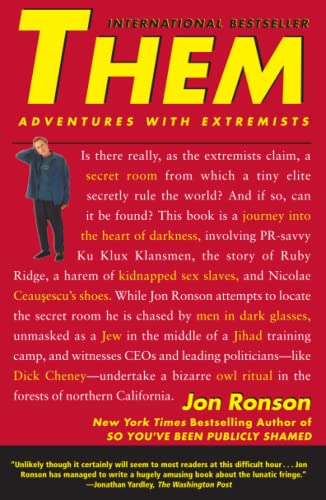 INTERNATIONAL BESTSELLER
THEM
ADVENTURES WITH EXTREMISTS
Is there really, as the extremists claim, a
secret room from which a tiny elite
secretly rule the world? And if so, can
it be found? This book is a journey into
the heart of darkness, involving PR-savvy
Ku Klux Klansmen, the story of Ruby
Ridge, a harem of kidnapped sex slaves, and Nicolae
Ceaușescu's shoes. While Jon Ronson attempts to locate
the secret room he is chased by men in dark glasses,
unmasked as a Jew in the middle of a Jihad training
camp, and witnesses CEOs and leading politicians—like
Dick Cheney—undertake a bizarre owl ritual in the
forests of northern California.
Jon Ronson
New York Times Bestselling Author of
SO YOU'VE BEEN PUBLICLY SHAMED
"Unlikely though it certainly will seem to most readers at this difficult hour . . . Jon
Ronson has managed to write a hugely amusing book about the lunatic fringe."
—Jonathan Yardley, The Washington Post